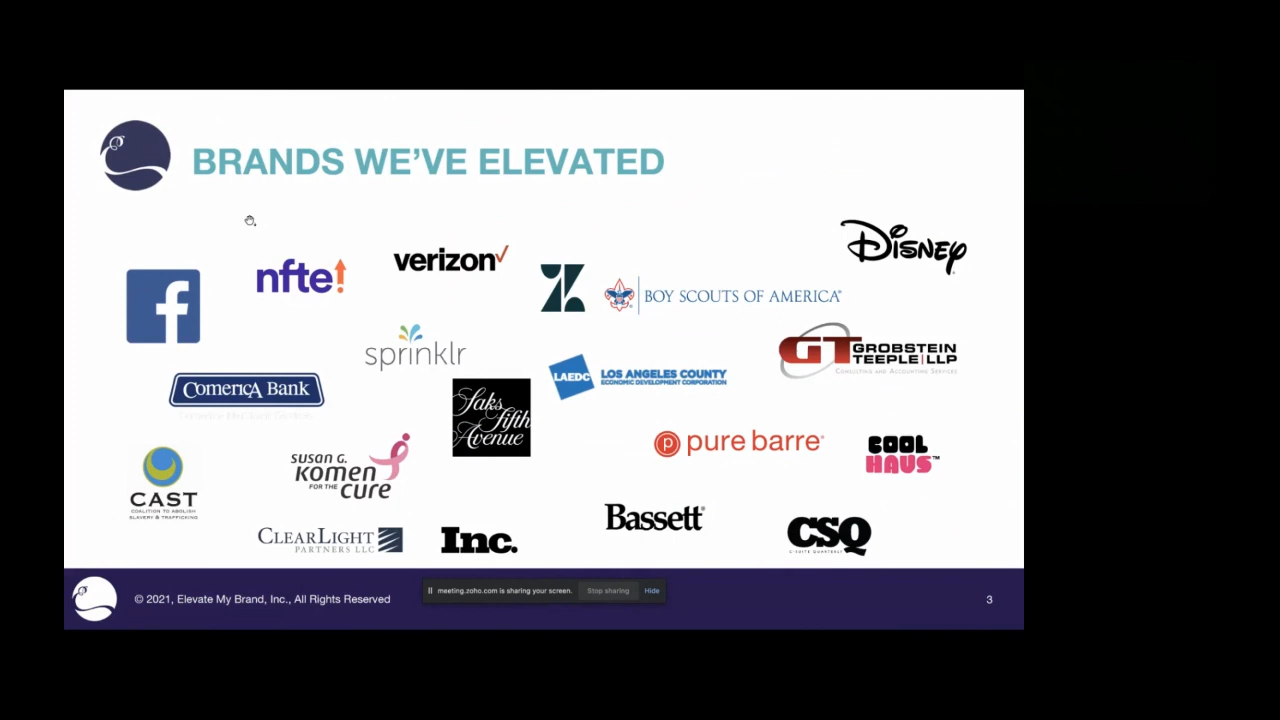 BRANDS WE'VE ELEVATED
DISNEY
nfte!
verizon
f
BOY SCOUTS OF AMERICA®
sprinklr
GT GROBSTEIN
TEEPLE|LLP
CONSULTING AND ACCOUNTING SERVICES
LAEDC LOS ANGELES COUNTY
ECONOMIC DEVELOPMENT CORPORATION
COMERICA BANK
Saks
Fifth
Avenue
p pure barre®
COOL
HAUS™
SUSAN G.
Komen
FOR THE
cure
CAST
COALITION TO ABOLISH
SLAVERY & TRAFFICKING
Bassett®
CLEARLIGHT
PARTNERS LLC
Inc.
CSQ
C-SUITE QUARTERLY
© 2021, Elevate My Brand, Inc., All Rights Reserved
meeting.zoho.com is sharing your screen. Stop sharing Hide
3